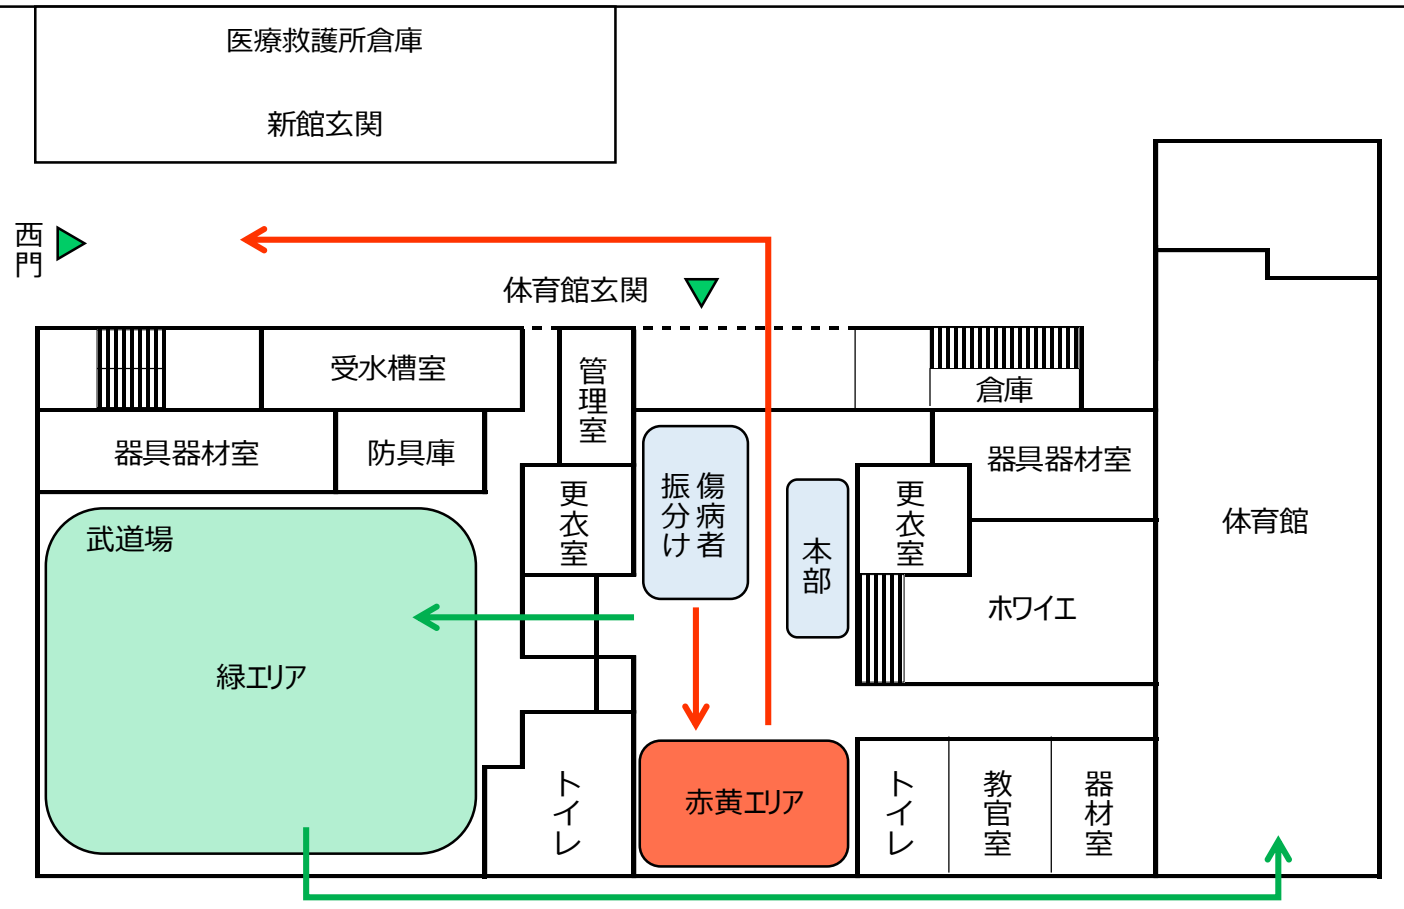 医療救護所倉庫
新館玄関
西門
体育館玄関
受水槽室
管理室
倉庫
器具器材室
防具庫
器具器材室
傷病者
振分け
更衣室
更衣室
体育館
武道場
本部
ホワイエ
緑エリア
トイレ
赤黄エリア
トイレ
教官室
器材室